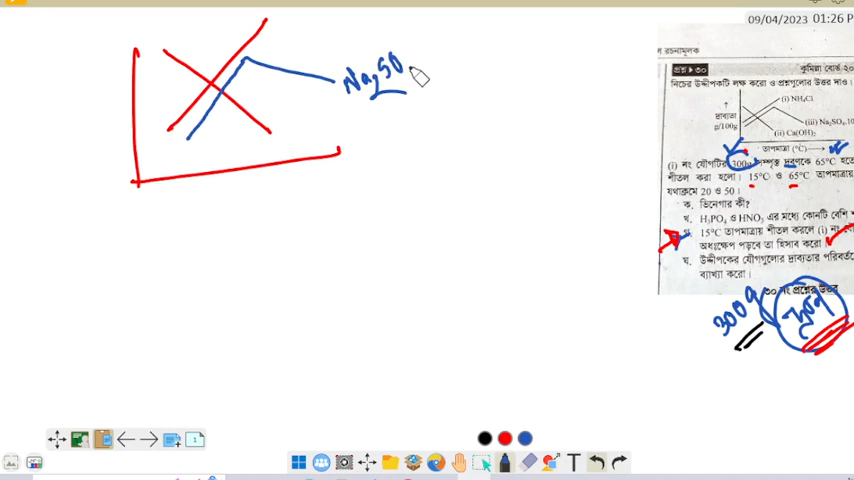 09/04/2023 01:26 P
Na₂SO
রচনামূলক
প্রশ্ন ▶ ৩০
কুমিল্লা বোর্ড ২০
নিচের উদ্দীপকটি লক্ষ করো ও প্রশ্নগুলোর উত্তর দাও।
(i) NH₄Cl
দ্রাব্যতা
g/100g
(iii) Na₂SO₄.10
(ii) Ca(OH)₂
তাপমাত্রা (°C)
(i) নং যৌগটির 300g সম্পৃক্ত দ্রবণকে 65°C হতে
শীতল করা হলো। 15°C ও 65°C তাপমাত্রায়
যথাক্রমে 20 ও 50।
ক. ভিনেগার কী?
খ. H₃PO₄ ও HNO₃ এর মধ্যে কোনটি বেশি
15°C তাপমাত্রায় শীতল করলে (i) নং
অধঃক্ষেপ পড়বে তা হিসাব করো
ঘ. উদ্দীপকের যৌগগুলোর দ্রাব্যতার পরিবর্তে
ব্যাখ্যা করো।
৩০ নং প্রশ্নের উত্তর
300g
দ্রবণ
1
T